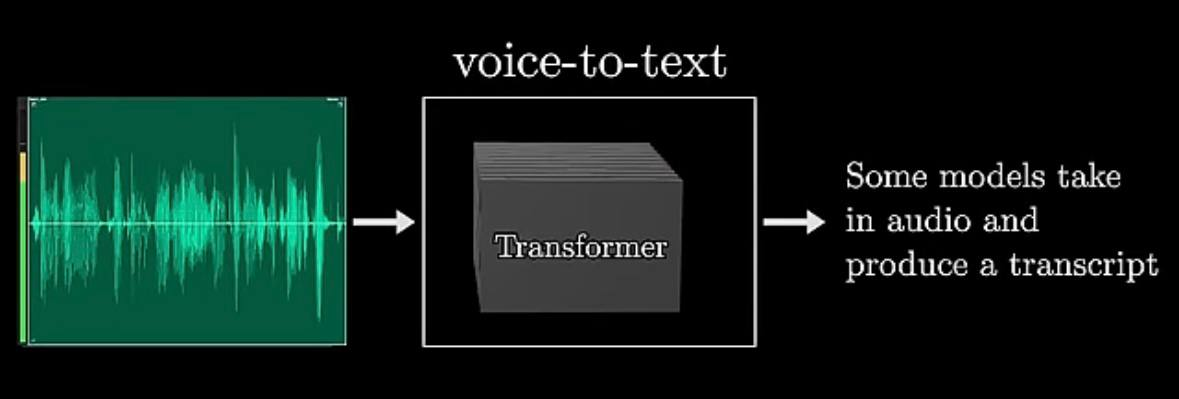 voice-to-text
Transformer
Some models take
in audio and
produce a transcript